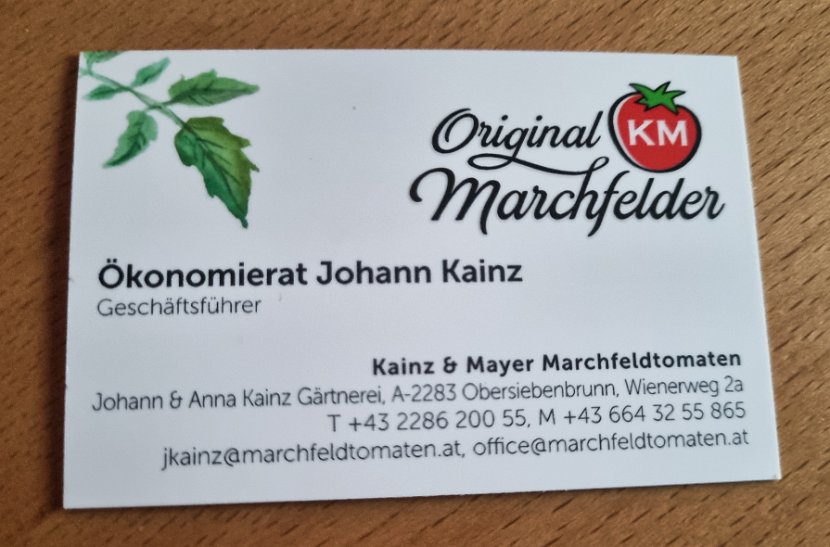 Original
KM
Marchfelder
Ökonomierat Johann Kainz
Geschäftsführer
Kainz & Mayer Marchfeldtomaten
Johann & Anna Kainz Gärtnerei, A-2283 Obersiebenbrunn, Wienerweg 2a
T +43 2286 200 55, M +43 664 32 55 865
jkainz@marchfeldtomaten.at, office@marchfeldtomaten.at